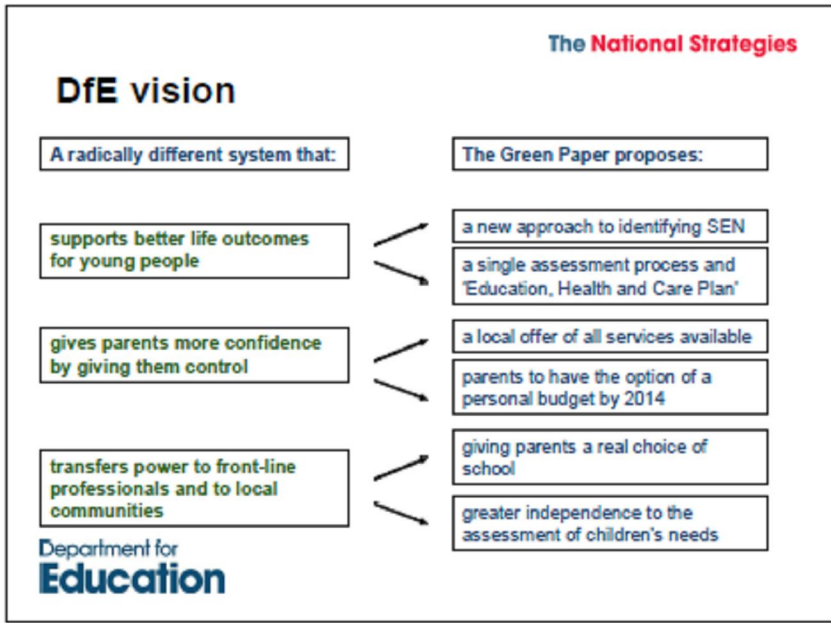 The National Strategies
DfE vision
A radically different system that:
The Green Paper proposes:
supports better life outcomes
for young people
a new approach to identifying SEN
a single assessment process and
'Education, Health and Care Plan'
gives parents more confidence
by giving them control
a local offer of all services available
parents to have the option of a
personal budget by 2014
transfers power to front-line
professionals and to local
communities
giving parents a real choice of
school
greater independence to the
assessment of children's needs
Department for
Education